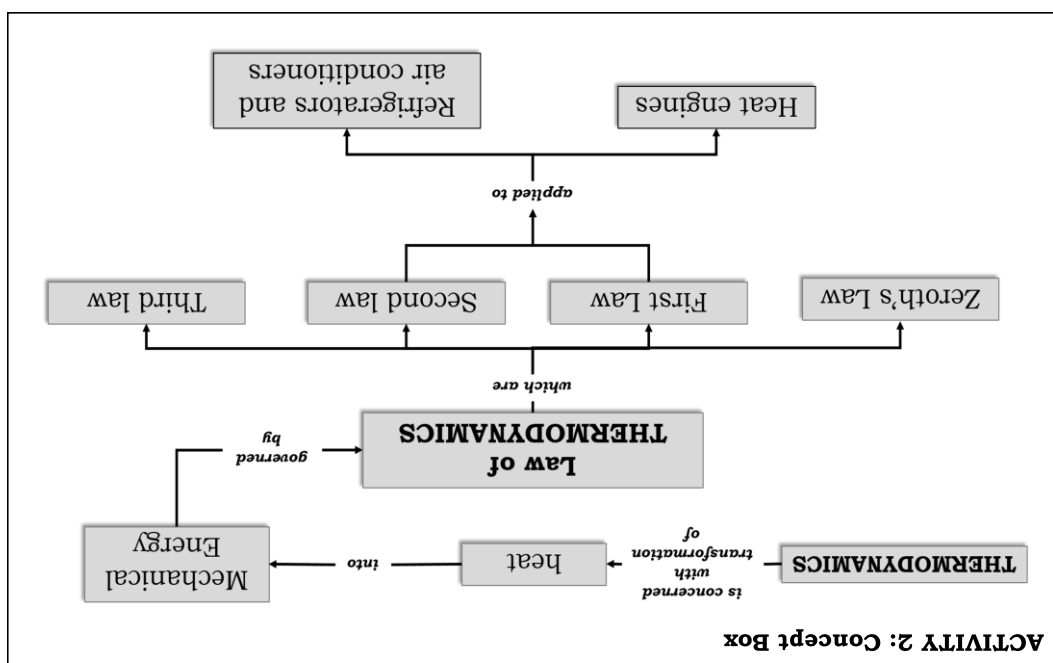 ACTIVITY 2: Concept Box
THERMODYNAMICS
is concerned
with
transformation
of
heat
into
Mechanical
Energy
governed
by
Law of
THERMODYNAMICS
which are
Zeroth's Law
First Law
Second law
Third law
applied to
Heat engines
Refrigerators and
air conditioners